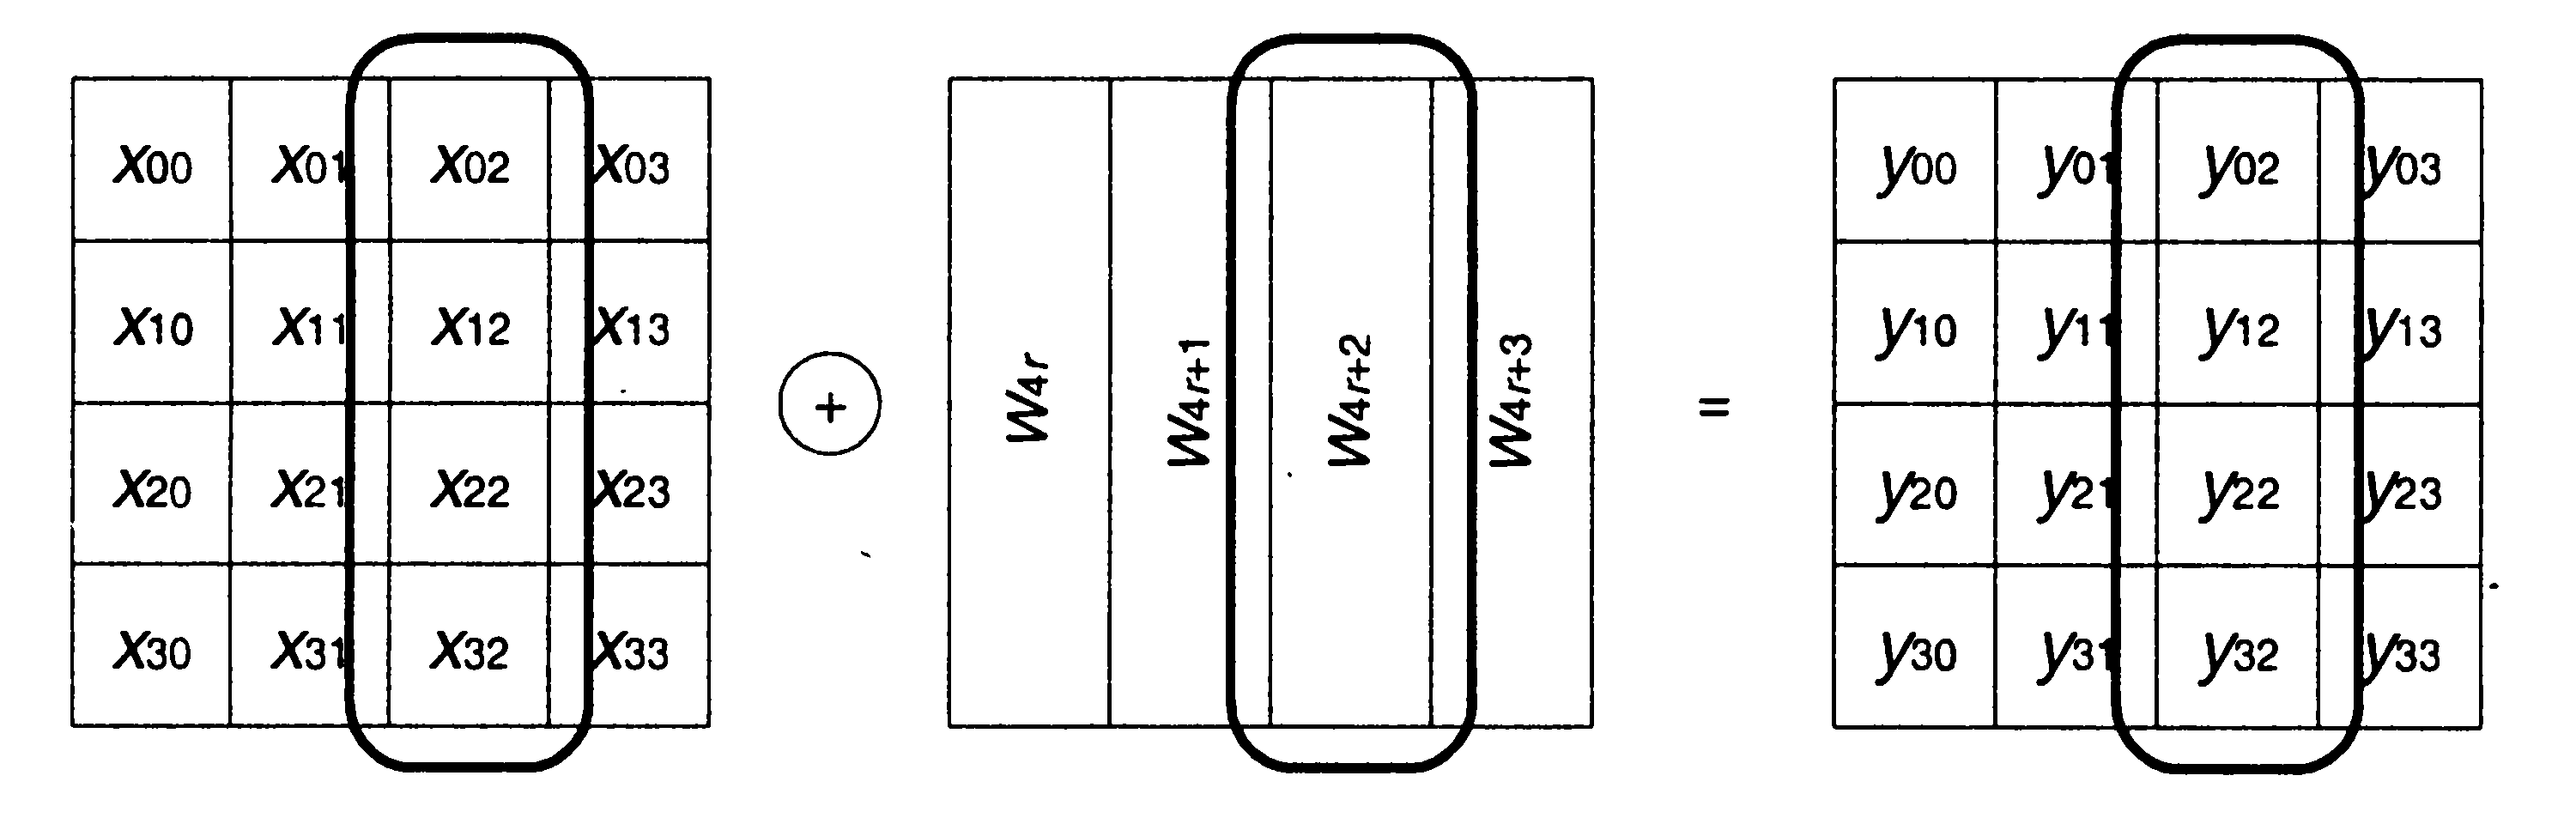 x00 x01 x02 x03 y00 y01 y02 y03
x10 x11 x12 x13 y10 y11 y12 y13
+ W4r W4r+1 W4r+2 W4r+3 =
x20 x21 x22 x23 y20 y21 y22 y23
x30 x31 x32 x33 y30 y31 y32 y33